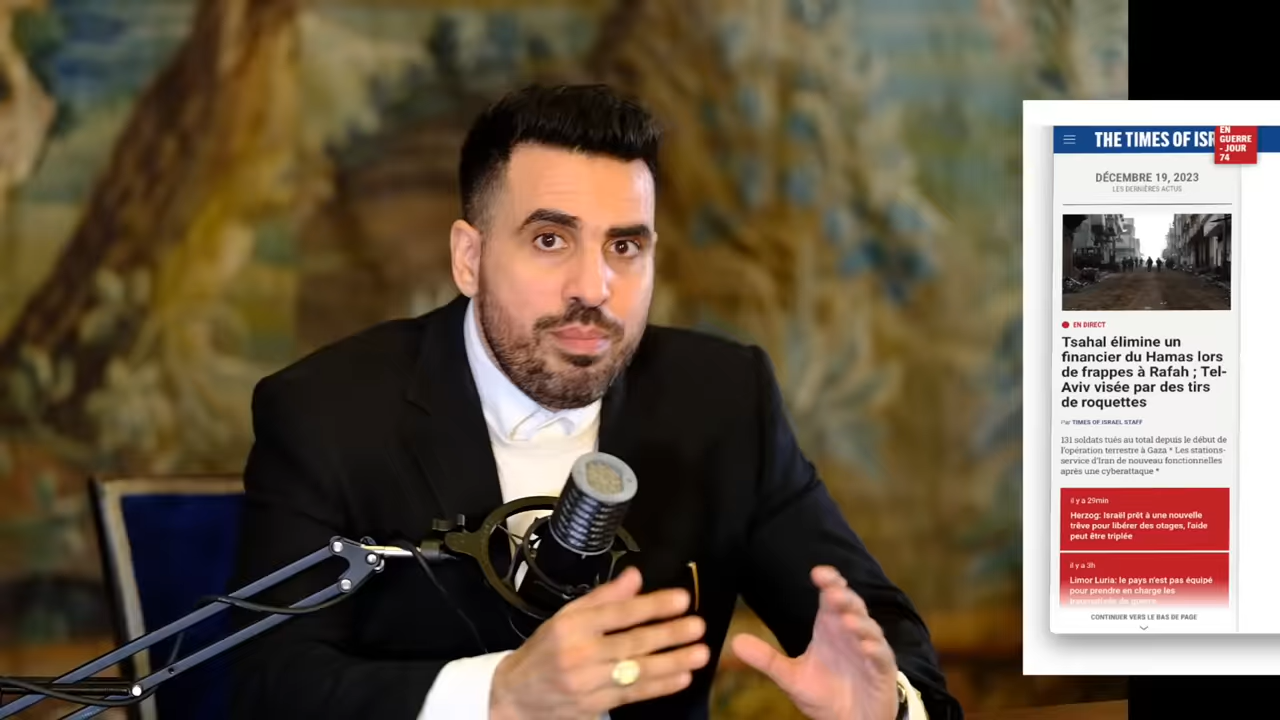 THE TIMES OF ISR
EN
GUERRE
- JOUR
74
DÉCEMBRE 19, 2023
LES DERNIÈRES ACTUS
EN DIRECT
Tsahal élimine un
financier du Hamas lors
de frappes à Rafah ; Tel-
Aviv visée par des tirs
de roquettes
Par TIMES OF ISRAEL STAFF
131 soldats tués au total depuis le début de
l'opération terrestre à Gaza * Les stations-
service d'Iran de nouveau fonctionnelles
après une cyberattaque *
il y a 29min
Herzog: Israël prêt à une nouvelle
trêve pour libérer des otages, l'aide
peut être triplée
il y a 3h
Limor Luria: le pays n'est pas équipé
pour prendre en charge les
traumatisés de guerre
CONTINUER VERS LE BAS DE PAGE